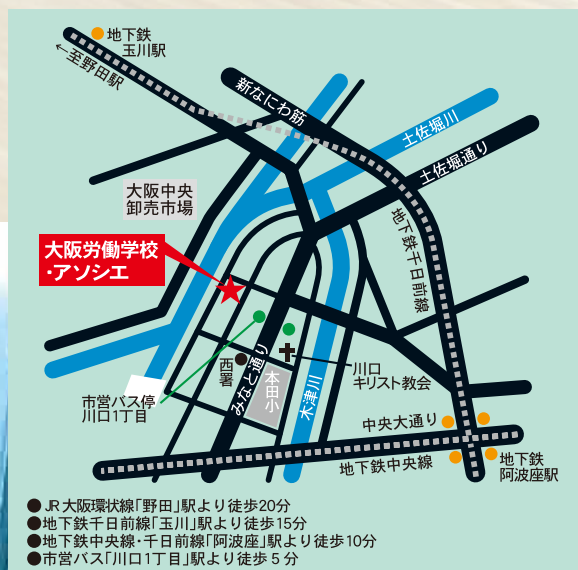 地下鉄
玉川駅
←至野田駅
新なにわ筋
土佐堀川
土佐堀通り
大阪中央
卸売市場
地下鉄千日前線
大阪労働学校
・アソシエ
西署
みなと通り
本田小
木津川
川口
キリスト教会
市営バス停
川口1丁目
中央大通り
地下鉄中央線
地下鉄
阿波座駅
●JR大阪環状線「野田」駅より徒歩20分
●地下鉄千日前線「玉川」駅より徒歩15分
●地下鉄中央線・千日前線「阿波座」駅より徒歩10分
●市営バス「川口1丁目」駅より徒歩5分